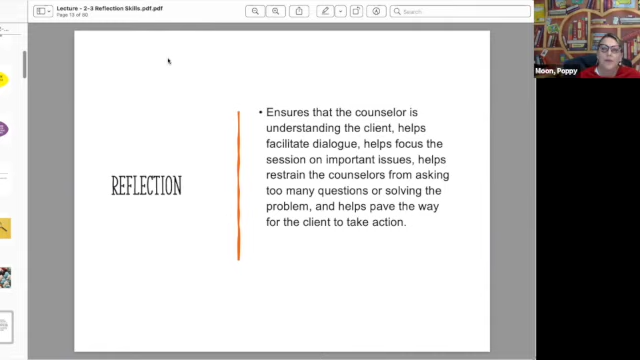 Lecture - 2-3 Reflection Skills.pdf.pdf
Page 13 of 60
Search
Moon, Poppy
REFLECTION
• Ensures that the counselor is
understanding the client, helps
facilitate dialogue, helps focus the
session on important issues, helps
restrain the counselors from asking
too many questions or solving the
problem, and helps pave the way
for the client to take action.